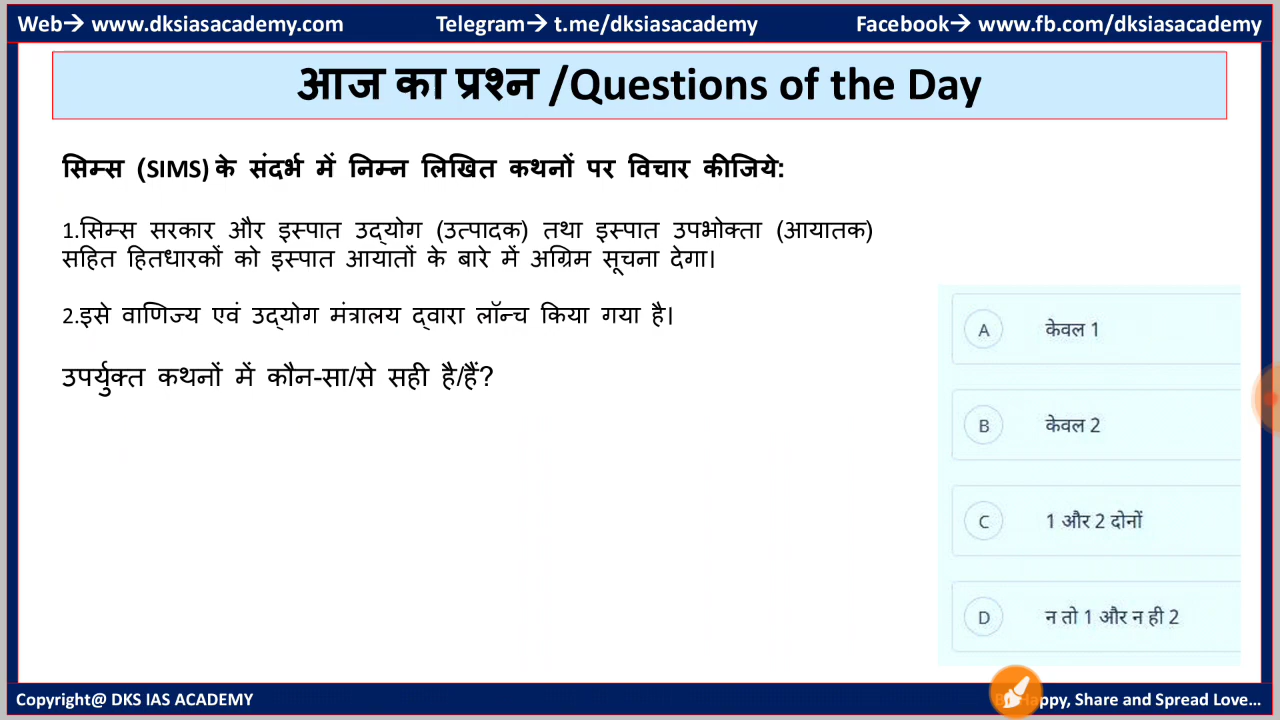 Web→ www.dksiasacademy.com Telegram→ t.me/dksiasacademy Facebook→ www.fb.com/dksiasacademy
आज का प्रश्न /Questions of the Day
सिम्स (SIMS) के संदर्भ में निम्न लिखित कथनों पर विचार कीजिये:
1.सिम्स सरकार और इस्पात उद्योग (उत्पादक) तथा इस्पात उपभोक्ता (आयातक)
सहित हितधारकों को इस्पात आयातों के बारे में अग्रिम सूचना देगा।
2.इसे वाणिज्य एवं उद्योग मंत्रालय द्वारा लॉन्च किया गया है।
उपर्युक्त कथनों में कौन-सा/से सही है/हैं?
A केवल 1
B केवल 2
C 1 और 2 दोनों
D न तो 1 और न ही 2
Copyright@ DKS IAS ACADEMY
Happy, Share and Spread Love...